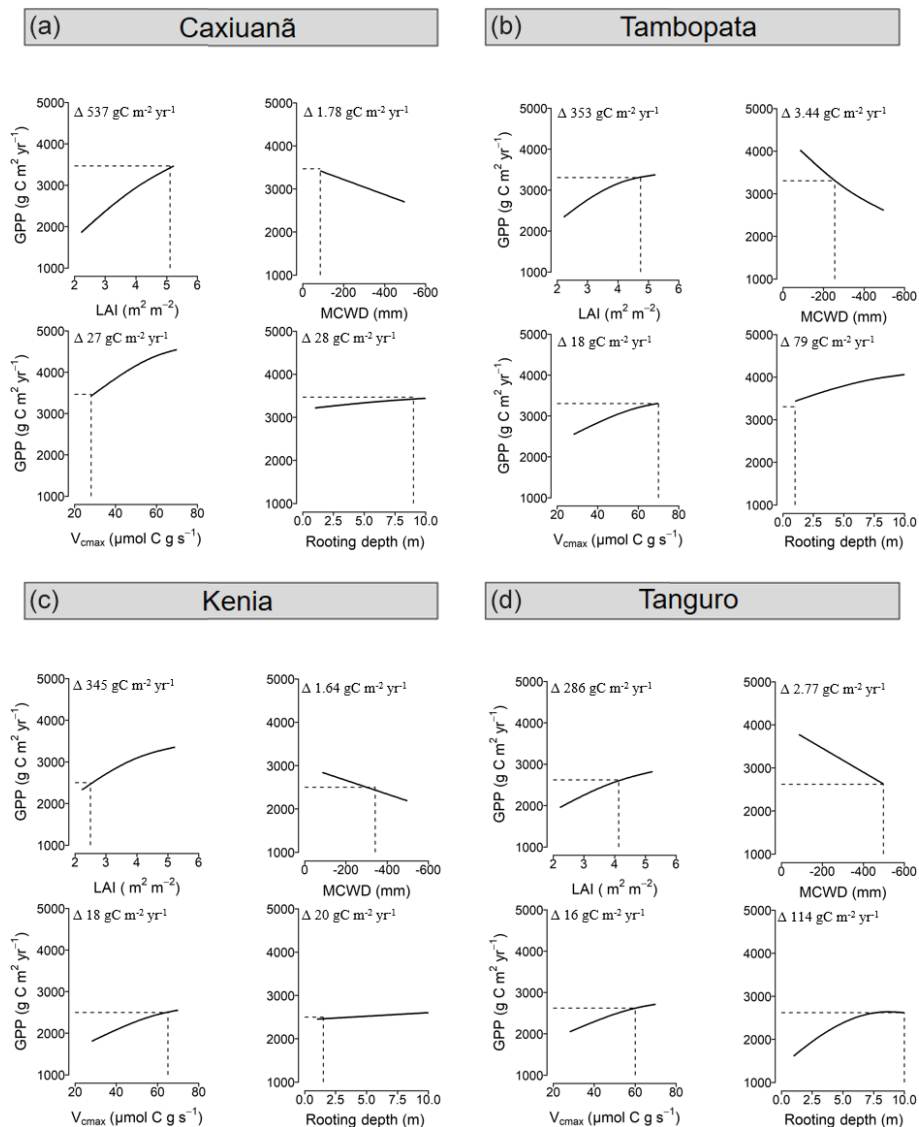 (a) Caxiuanã
Δ 537 gC m⁻² yr⁻¹
GPP (g C m² yr⁻¹)
5000
4000
3000
2000
1000
2 3 4 5 6
LAI (m² m⁻²)
Δ 1.78 gC m⁻² yr⁻¹
5000
4000
3000
2000
1000
0 -200 -400 -600
MCWD (mm)
Δ 27 gC m⁻² yr⁻¹
GPP (g C m² yr⁻¹)
5000
4000
3000
2000
1000
20 40 60 80
Vcmax (µmol C g s⁻¹)
Δ 28 gC m⁻² yr⁻¹
5000
4000
3000
2000
1000
0.0 2.5 5.0 7.5 10.0
Rooting depth (m)
(b) Tambopata
Δ 353 gC m⁻² yr⁻¹
GPP (g C m² yr⁻¹)
5000
4000
3000
2000
1000
2 3 4 5 6
LAI (m² m⁻²)
Δ 3.44 gC m⁻² yr⁻¹
5000
4000
3000
2000
1000
0 -200 -400 -600
MCWD (mm)
Δ 18 gC m⁻² yr⁻¹
GPP (g C m² yr⁻¹)
5000
4000
3000
2000
1000
20 40 60 80
Vcmax (µmol C g s⁻¹)
Δ 79 gC m⁻² yr⁻¹
5000
4000
3000
2000
1000
0.0 2.5 5.0 7.5 10.0
Rooting depth (m)
(c) Kenia
Δ 345 gC m⁻² yr⁻¹
GPP (g C m² yr⁻¹)
5000
4000
3000
2000
1000
2 3 4 5 6
LAI ( m² m⁻²)
Δ 1.64 gC m⁻² yr⁻¹
5000
4000
3000
2000
1000
0 -200 -400 -600
MCWD (mm)
Δ 18 gC m⁻² yr⁻¹
GPP (g C m² yr⁻¹)
5000
4000
3000
2000
1000
20 40 60 80
Vcmax (µmol C g s⁻¹)
Δ 20 gC m⁻² yr⁻¹
5000
4000
3000
2000
1000
0.0 2.5 5.0 7.5 10.0
Rooting depth (m)
(d) Tanguro
Δ 286 gC m⁻² yr⁻¹
GPP (g C m² yr⁻¹)
5000
4000
3000
2000
1000
2 3 4 5 6
LAI ( m² m⁻²)
Δ 2.77 gC m⁻² yr⁻¹
5000
4000
3000
2000
1000
0 -200 -400 -600
MCWD (mm)
Δ 16 gC m⁻² yr⁻¹
GPP (g C m² yr⁻¹)
5000
4000
3000
2000
1000
20 40 60 80
Vcmax (µmol C g s⁻¹)
Δ 114 gC m⁻² yr⁻¹
5000
4000
3000
2000
1000
0.0 2.5 5.0 7.5 10.0
Rooting depth (m)